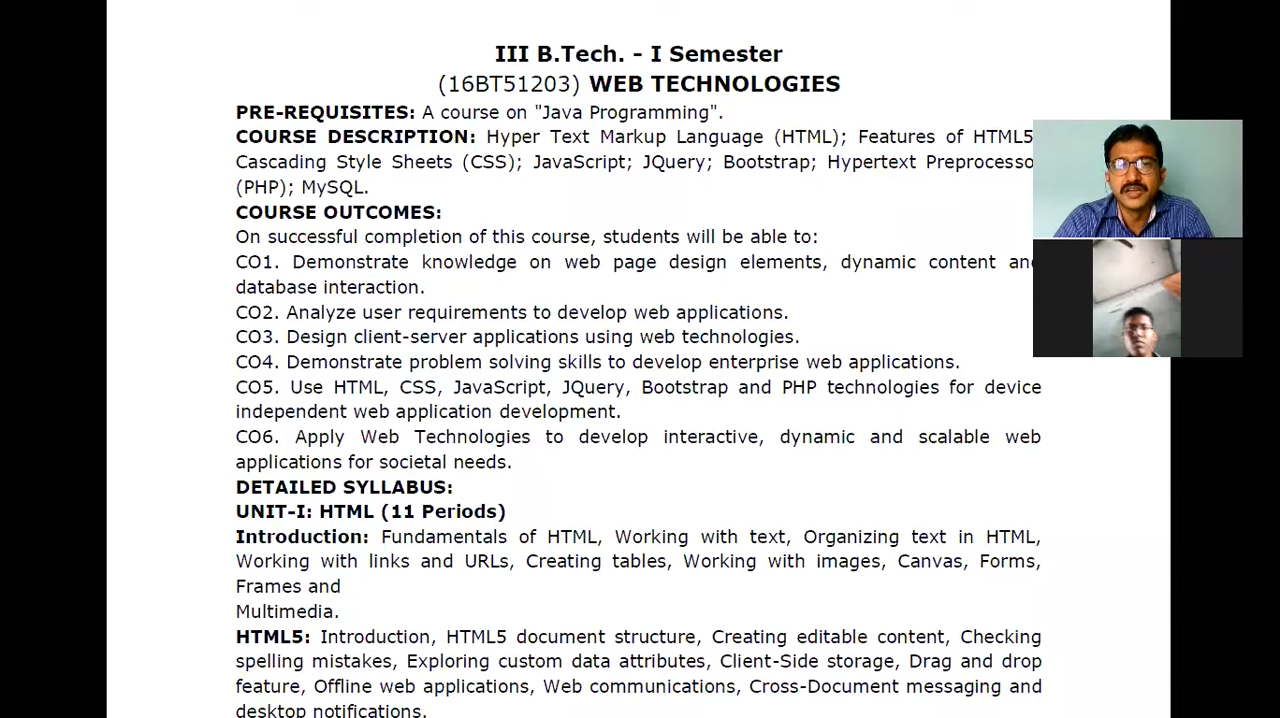 III B.Tech. - I Semester
(16BT51203) WEB TECHNOLOGIES
PRE-REQUISITES: A course on "Java Programming".
COURSE DESCRIPTION: Hyper Text Markup Language (HTML); Features of HTML5
Cascading Style Sheets (CSS); JavaScript; JQuery; Bootstrap; Hypertext Preprocesso
(PHP); MySQL.
COURSE OUTCOMES:
On successful completion of this course, students will be able to:
CO1. Demonstrate knowledge on web page design elements, dynamic content and
database interaction.
CO2. Analyze user requirements to develop web applications.
CO3. Design client-server applications using web technologies.
CO4. Demonstrate problem solving skills to develop enterprise web applications.
CO5. Use HTML, CSS, JavaScript, JQuery, Bootstrap and PHP technologies for device
independent web application development.
CO6. Apply Web Technologies to develop interactive, dynamic and scalable web
applications for societal needs.
DETAILED SYLLABUS:
UNIT-I: HTML (11 Periods)
Introduction: Fundamentals of HTML, Working with text, Organizing text in HTML,
Working with links and URLs, Creating tables, Working with images, Canvas, Forms,
Frames and
Multimedia.
HTML5: Introduction, HTML5 document structure, Creating editable content, Checking
spelling mistakes, Exploring custom data attributes, Client-Side storage, Drag and drop
feature, Offline web applications, Web communications, Cross-Document messaging and
desktop notifications.